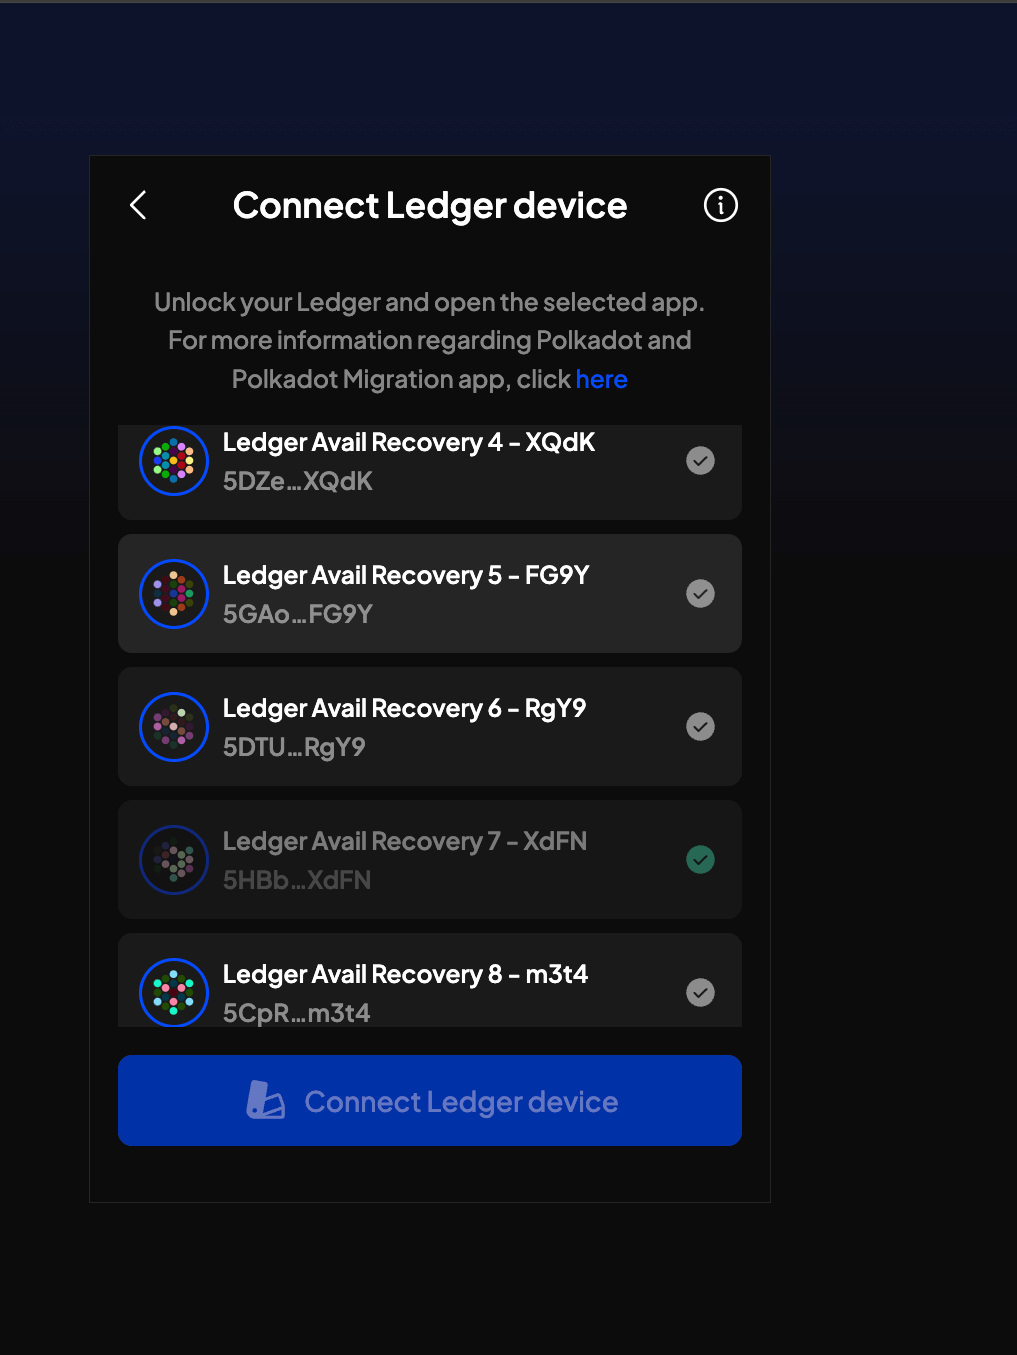 Connect Ledger device
Unlock your Ledger and open the selected app.
For more information regarding Polkadot and
Polkadot Migration app, click here
Ledger Avail Recovery 4 - XQdK
5DZe...XQdK
Ledger Avail Recovery 5 - FG9Y
5GAo...FG9Y
Ledger Avail Recovery 6 - RgY9
5DTU...RgY9
Ledger Avail Recovery 7 - XdFN
5HBb...XdFN
Ledger Avail Recovery 8 - m3t4
5CpR...m3t4
Connect Ledger device